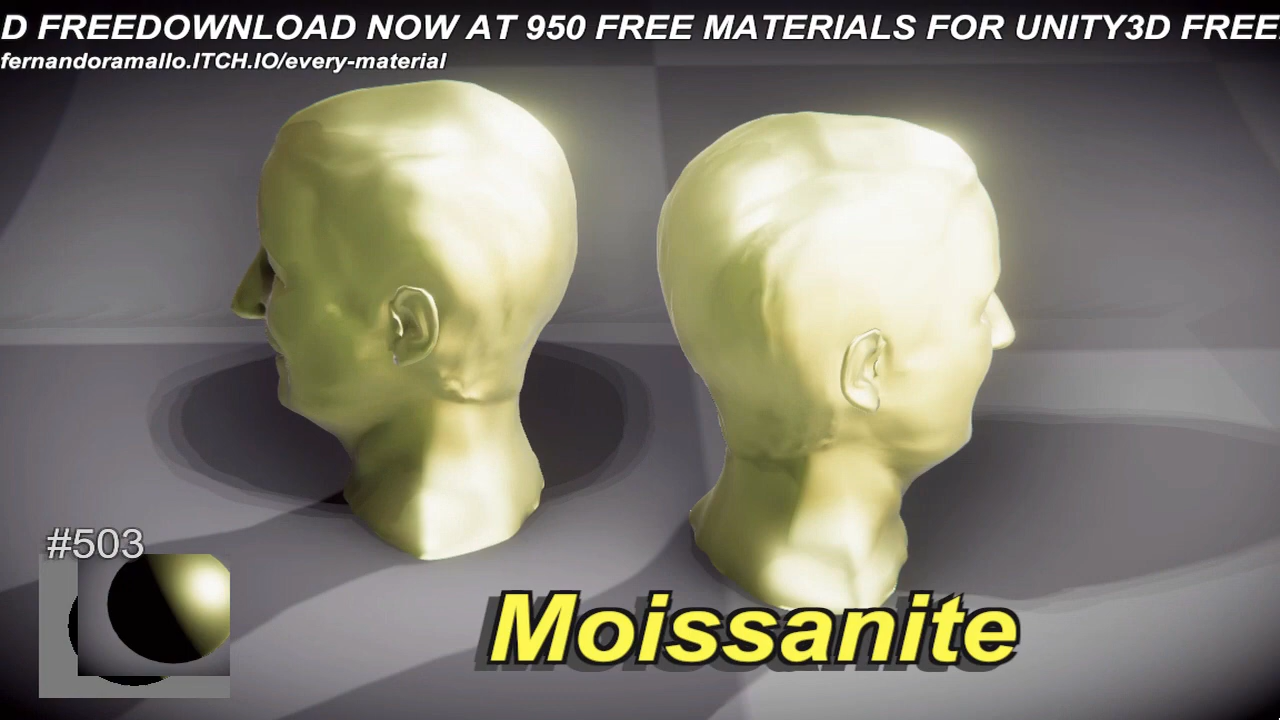 D FREEDOWNLOAD NOW AT 950 FREE MATERIALS FOR UNITY3D FREE
fernandoramallo.ITCH.IO/every-material
#503
Moissanite